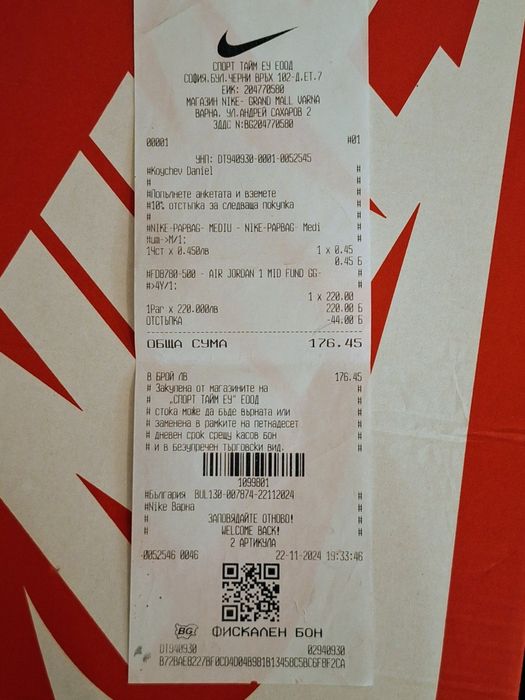 СПОРТ ТАЙМ ЕУ ЕООД
СОФИЯ.БУЛ.ЧЕРНИ ВРЪХ 102-Д.ЕТ.7
ЕИК: 204770580
МАГАЗИН NIKE- GRAND MALL VARNA
ВАРНА, УЛ.АНДРЕЙ САХАРОВ 2
ЗДДС N:BG204770580
00001 #01
УНП: DT940930-0001-0052545
#Koychev Daniel #
# #
#Попълнете анкетата и вземете #
#10% отстъпка за следваща покупка #
# #
#NIKE-PAPBAG- MEDIU - NIKE-PAPBAG- Medi #
#um->M/1: #
1Чст x 0.450лв 1 x 0.45
0.45 Б
#FD8780-500 - AIR JORDAN 1 MID FUND GG- #
#>4Y/1: #
1 x 220.00
1Par x 220.000лв 220.00 Б
ОТСТЪПКА -44.00 Б
ОБЩА СУМА 176.45
В БРОЙ ЛВ 176.45
# Закупена от магазините на #
# „СПОРТ ТАЙМ ЕУ" ЕООД #
# стока може да бъде върната или #
# заменена в рамките на петнадесет #
# дневен срок срещу касов бон #
# и в безупречен търговски вид. #
1099801
#България BUL130-007874-22112024 #
#Nike Варна #
# ЗАПОВЯДАЙТЕ ОТНОВО! #
# WELCOME BACK! #
2 АРТИКУЛА
0052546 0046 22-11-2024 19:33:46
BG ФИСКАЛЕН БОН
DT940930 02940930
B72BAE8227BF0CD4D04B9B1B13458C5BC6F8F2CA